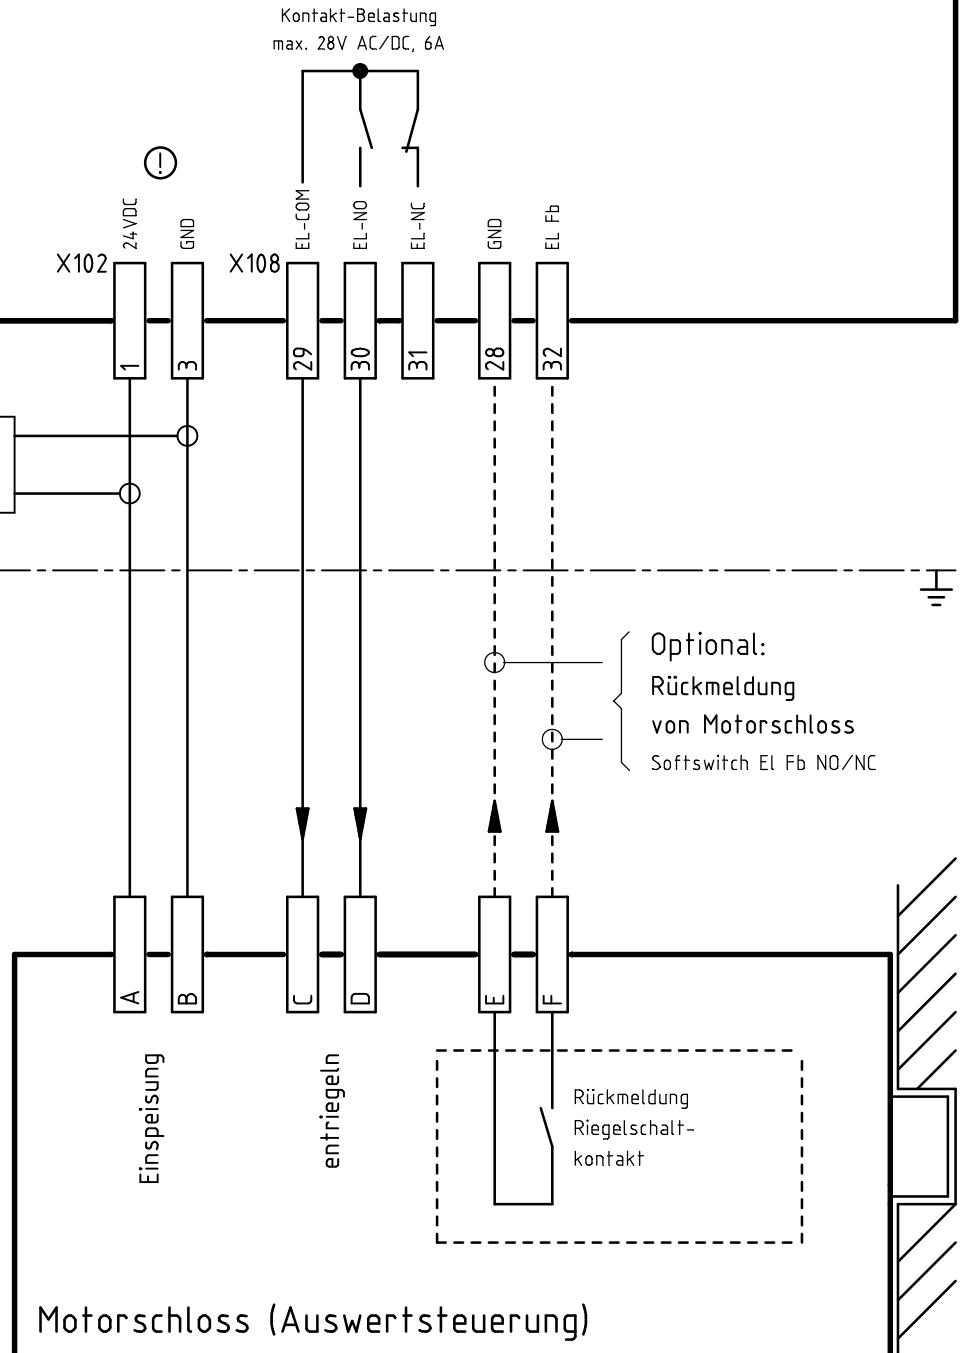 Kontakt-Belastung
max. 28V AC/DC, 6A
!
24VDC
GND
EL-COM
EL-NO
EL-NC
GND
EL Fb
X102
X108
1
3
29
30
31
28
32
Optional:
Rückmeldung
von Motorschloss
Softswitch El Fb NO/NC
A
B
C
D
E
F
Einspeisung
entriegeln
Rückmeldung
Riegelschalt-
kontakt
Motorschloss (Auswertsteuerung)